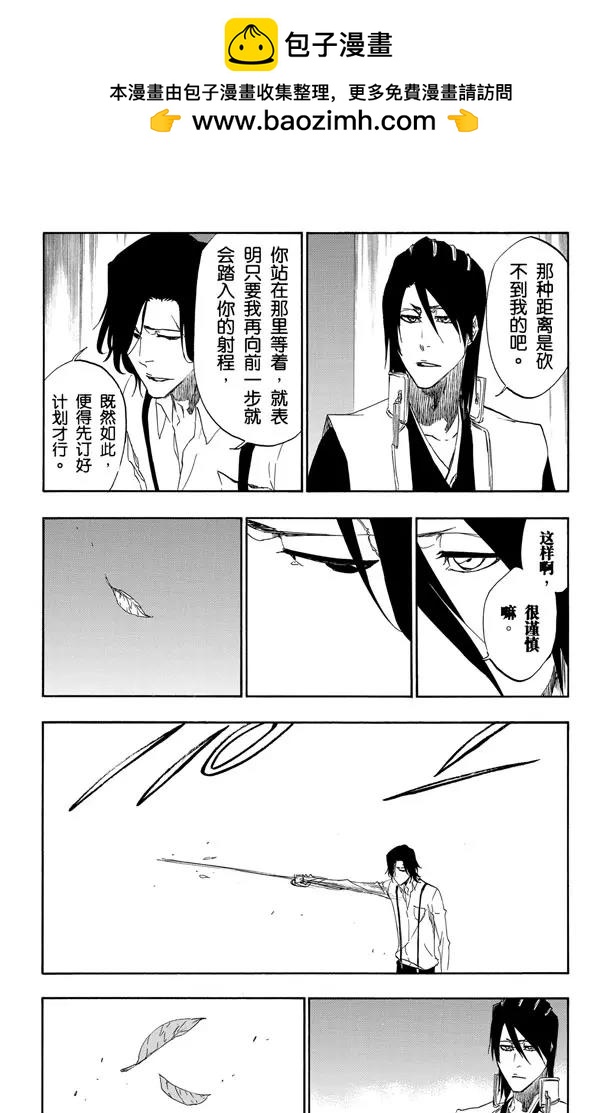 包子漫畫
本漫畫由包子漫畫收集整理，更多免費漫畫請訪問
👉 www.baozimh.com 👈
那种距离是砍
不到我的吧。
你站在那里等着，就表
明只要我再向前一步就
会踏入你的射程，
既然如此，
便得先订好
计划才行。
这样啊，
很谨慎
嘛。